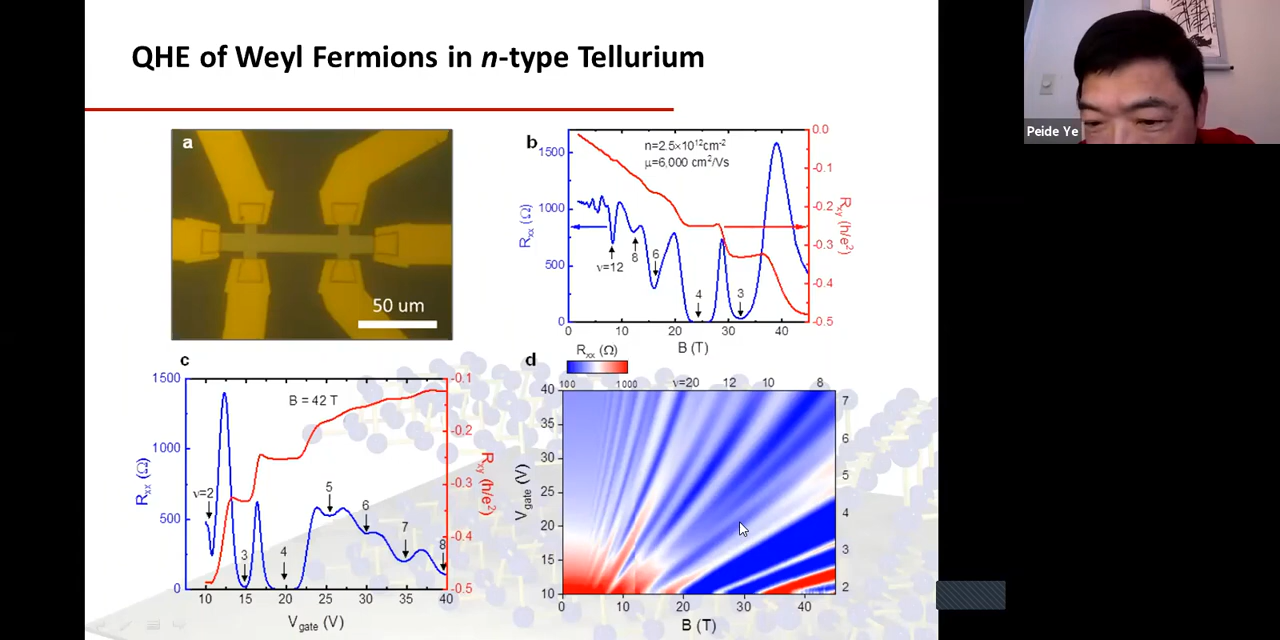 QHE of Weyl Fermions in n-type Tellurium
Peide Ye
a
50 um
b
n=2.5×10¹²cm⁻²
μ=6,000 cm²/Vs
1500
1000
500
0
Rxx (Ω)
ν=12
8
6
4
3
0.0
-0.1
-0.2
-0.3
-0.4
-0.5
Rxy (h/e²)
0
10
20
30
40
B (T)
c
1500
1000
500
0
Rxx (Ω)
B = 42 T
ν=2
3
4
5
6
7
8
-0.1
-0.2
-0.3
-0.4
-0.5
Rxy (h/e²)
10
15
20
25
30
35
40
Vgate (V)
d
Rxx (Ω)
100
1000
ν=20
12
10
8
40
35
30
25
20
15
10
Vgate (V)
7
6
5
4
3
2
0
10
20
30
40
B (T)